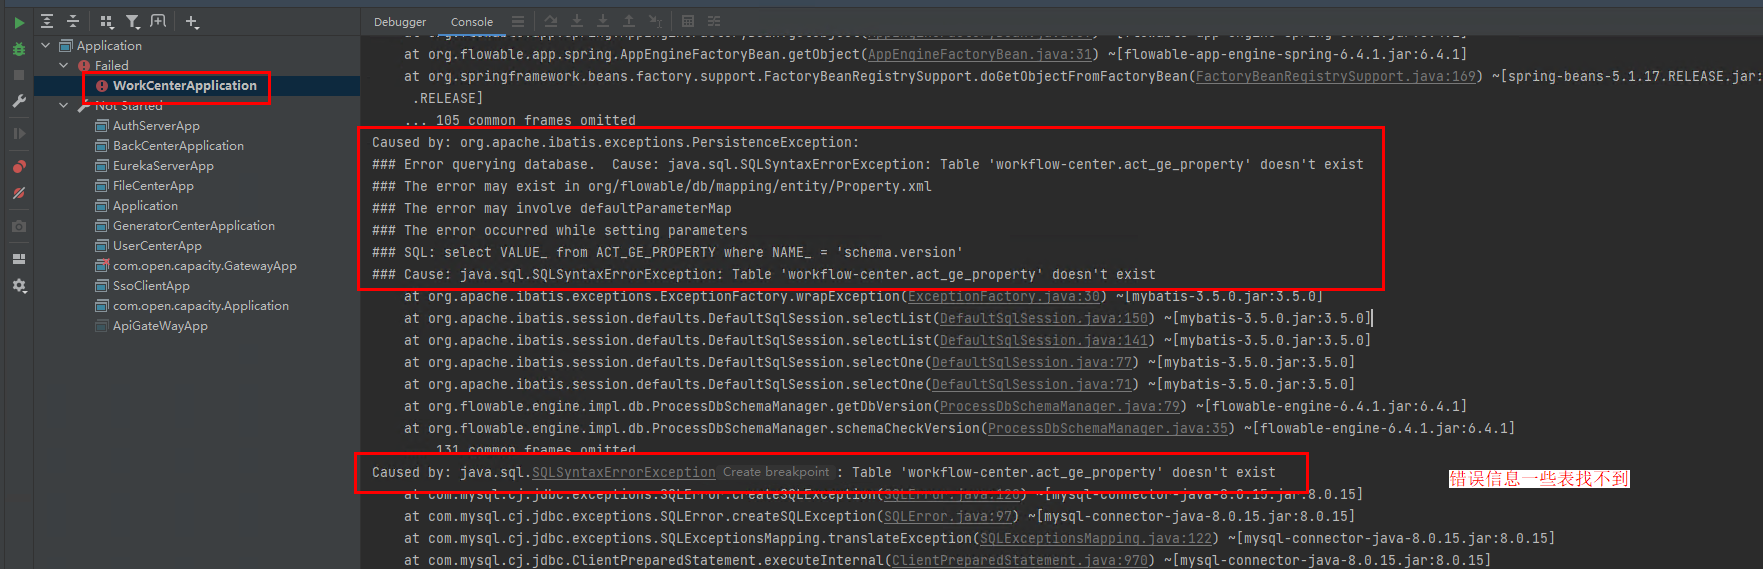 Debugger Console
Application
Failed
WorkCenterApplication
Not Started
AuthServerApp
BackCenterApplication
EurekaServerApp
FileCenterApp
Application
GeneratorCenterApplication
UserCenterApp
com.open.capacity.GatewayApp
SsoClientApp
com.open.capacity.Application
ApiGateWayApp
at org.flowable.app.spring.AppEngineFactoryBean.getObject(AppEngineFactoryBean.java:31) ~[flowable-app-engine-spring-6.4.1.jar:6.4.1]
at org.springframework.beans.factory.support.FactoryBeanRegistrySupport.doGetObjectFromFactoryBean(FactoryBeanRegistrySupport.java:169) ~[spring-beans-5.1.17.RELEASE.jar:
.RELEASE]
... 105 common frames omitted
Caused by: org.apache.ibatis.exceptions.PersistenceException:
### Error querying database.  Cause: java.sql.SQLSyntaxErrorException: Table 'workflow-center.act_ge_property' doesn't exist
### The error may exist in org/flowable/db/mapping/entity/Property.xml
### The error may involve defaultParameterMap
### The error occurred while setting parameters
### SQL: select VALUE_ from ACT_GE_PROPERTY where NAME_ = 'schema.version'
### Cause: java.sql.SQLSyntaxErrorException: Table 'workflow-center.act_ge_property' doesn't exist
at org.apache.ibatis.exceptions.ExceptionFactory.wrapException(ExceptionFactory.java:30) ~[mybatis-3.5.0.jar:3.5.0]
at org.apache.ibatis.session.defaults.DefaultSqlSession.selectList(DefaultSqlSession.java:150) ~[mybatis-3.5.0.jar:3.5.0]
at org.apache.ibatis.session.defaults.DefaultSqlSession.selectList(DefaultSqlSession.java:141) ~[mybatis-3.5.0.jar:3.5.0]
at org.apache.ibatis.session.defaults.DefaultSqlSession.selectOne(DefaultSqlSession.java:77) ~[mybatis-3.5.0.jar:3.5.0]
at org.apache.ibatis.session.defaults.DefaultSqlSession.selectOne(DefaultSqlSession.java:71) ~[mybatis-3.5.0.jar:3.5.0]
at org.flowable.engine.impl.db.ProcessDbSchemaManager.getDbVersion(ProcessDbSchemaManager.java:79) ~[flowable-engine-6.4.1.jar:6.4.1]
at org.flowable.engine.impl.db.ProcessDbSchemaManager.schemaCheckVersion(ProcessDbSchemaManager.java:35) ~[flowable-engine-6.4.1.jar:6.4.1]
131 common frames omitted
Caused by: java.sql.SQLSyntaxErrorException Create breakpoint : Table 'workflow-center.act_ge_property' doesn't exist
错误信息一些表找不到
at com.mysql.cj.jdbc.exceptions.SQLError.createSQLException(SQLError.java:120) ~[mysql-connector-java-8.0.15.jar:8.0.15]
at com.mysql.cj.jdbc.exceptions.SQLError.createSQLException(SQLError.java:97) ~[mysql-connector-java-8.0.15.jar:8.0.15]
at com.mysql.cj.jdbc.exceptions.SQLExceptionsMapping.translateException(SQLExceptionsMapping.java:122) ~[mysql-connector-java-8.0.15.jar:8.0.15]
at com.mysql.cj.jdbc.ClientPreparedStatement.executeInternal(ClientPreparedStatement.java:970) ~[mysql-connector-java-8.0.15.jar:8.0.15]